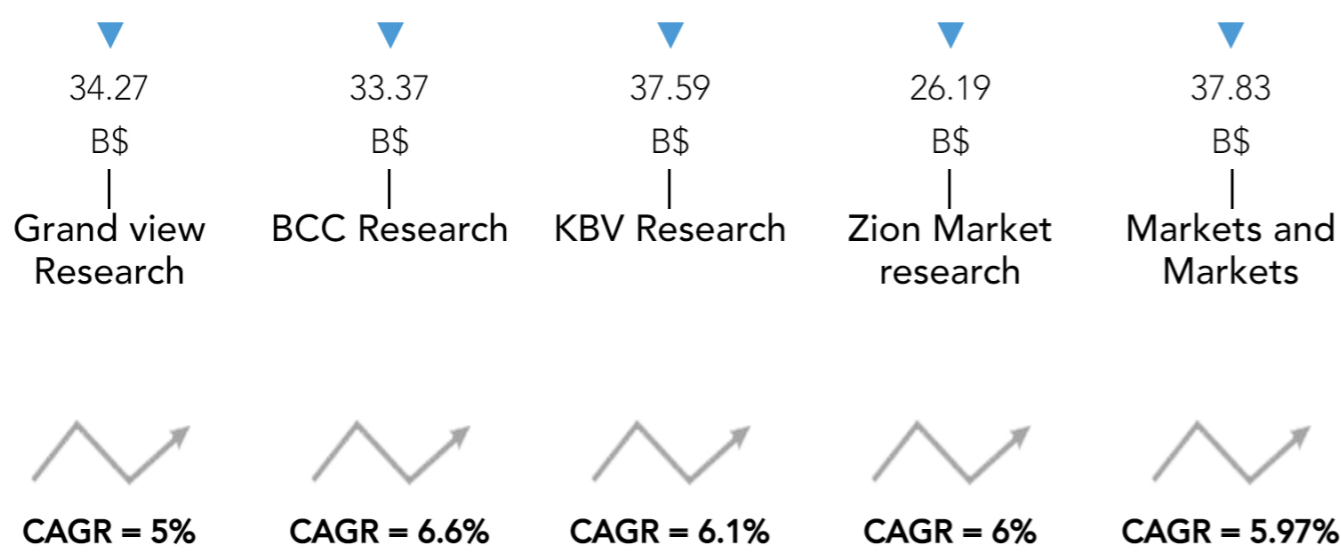 34.27 33.37 37.59 26.19 37.83
B$ B$ B$ B$ B$
Grand view BCC Research KBV Research Zion Market Markets and
Research research Markets
CAGR = 5% CAGR = 6.6% CAGR = 6.1% CAGR = 6% CAGR = 5.97%